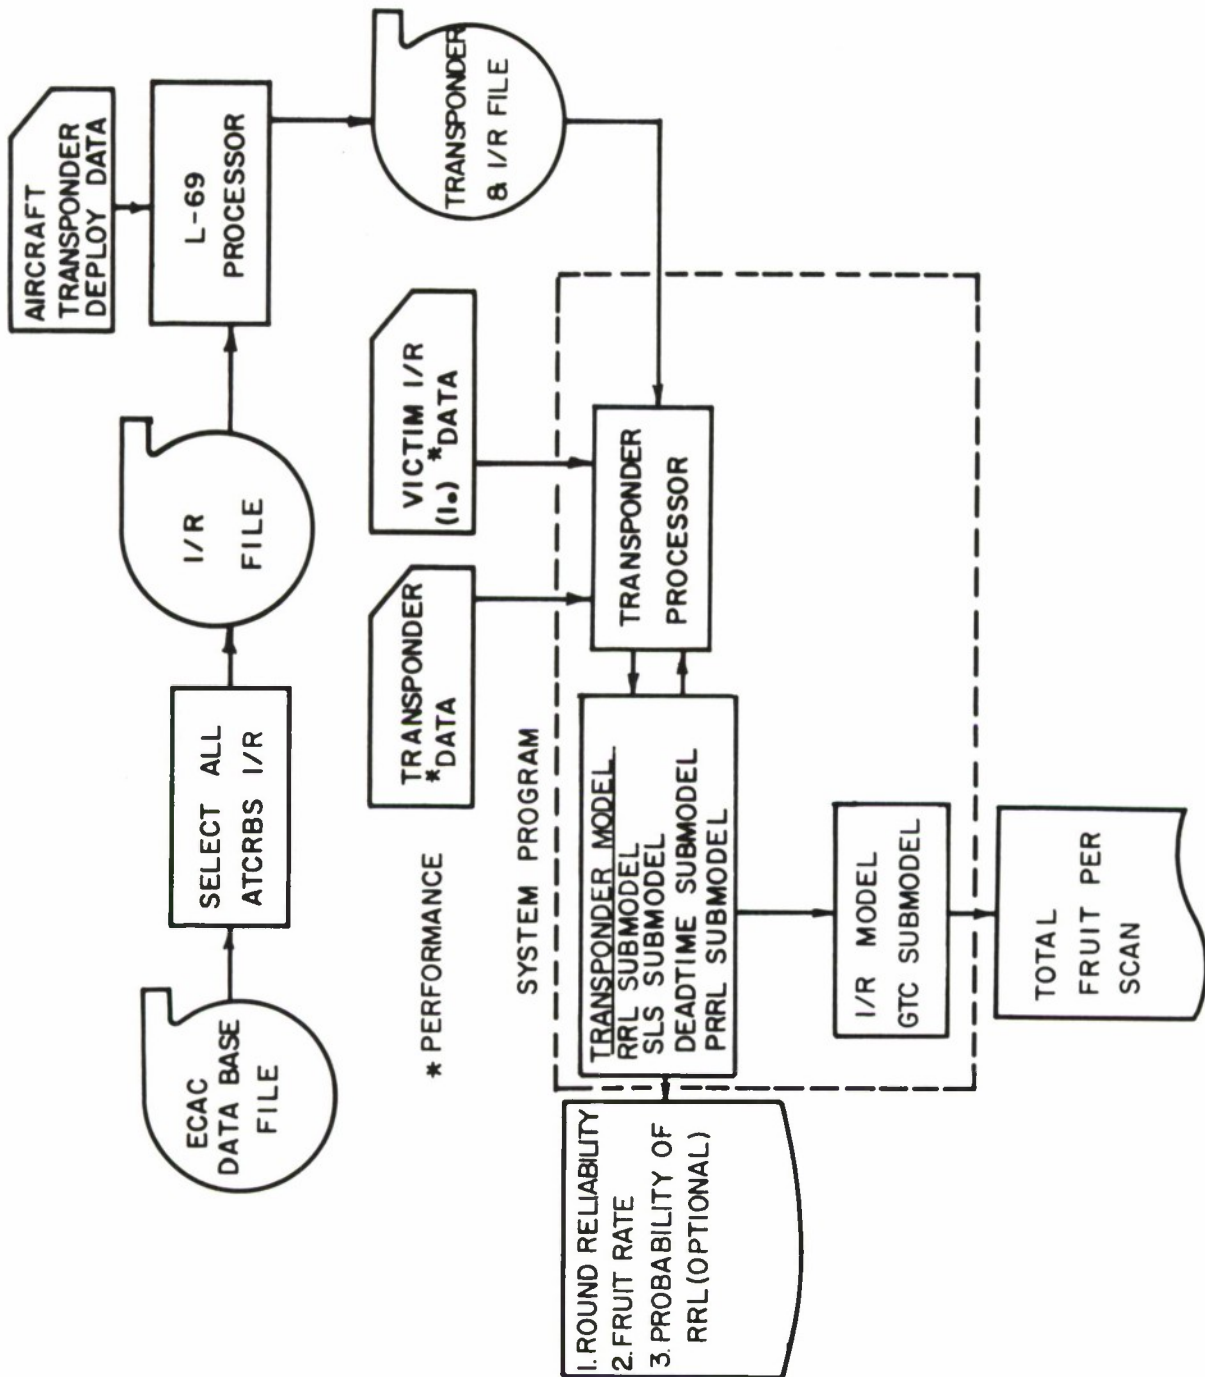 ECAC
DATA BASE
FILE
SELECT ALL
ATCRBS I/R
I/R
FILE
AIRCRAFT
TRANSPONDER
DEPLOY DATA
L-69
PROCESSOR
TRANSPONDER
& I/R FILE
* PERFORMANCE
TRANSPONDER
*DATA
VICTIM I/R
(I.) *DATA
SYSTEM PROGRAM
TRANSPONDER
PROCESSOR
TRANSPONDER MODEL
RRL SUBMODEL
SLS SUBMODEL
DEADTIME SUBMODEL
PRRL SUBMODEL
1. ROUND RELIABILITY
2. FRUIT RATE
3. PROBABILITY OF
RRL(OPTIONAL)
I/R MODEL
GTC SUBMODEL
TOTAL
FRUIT PER
SCAN